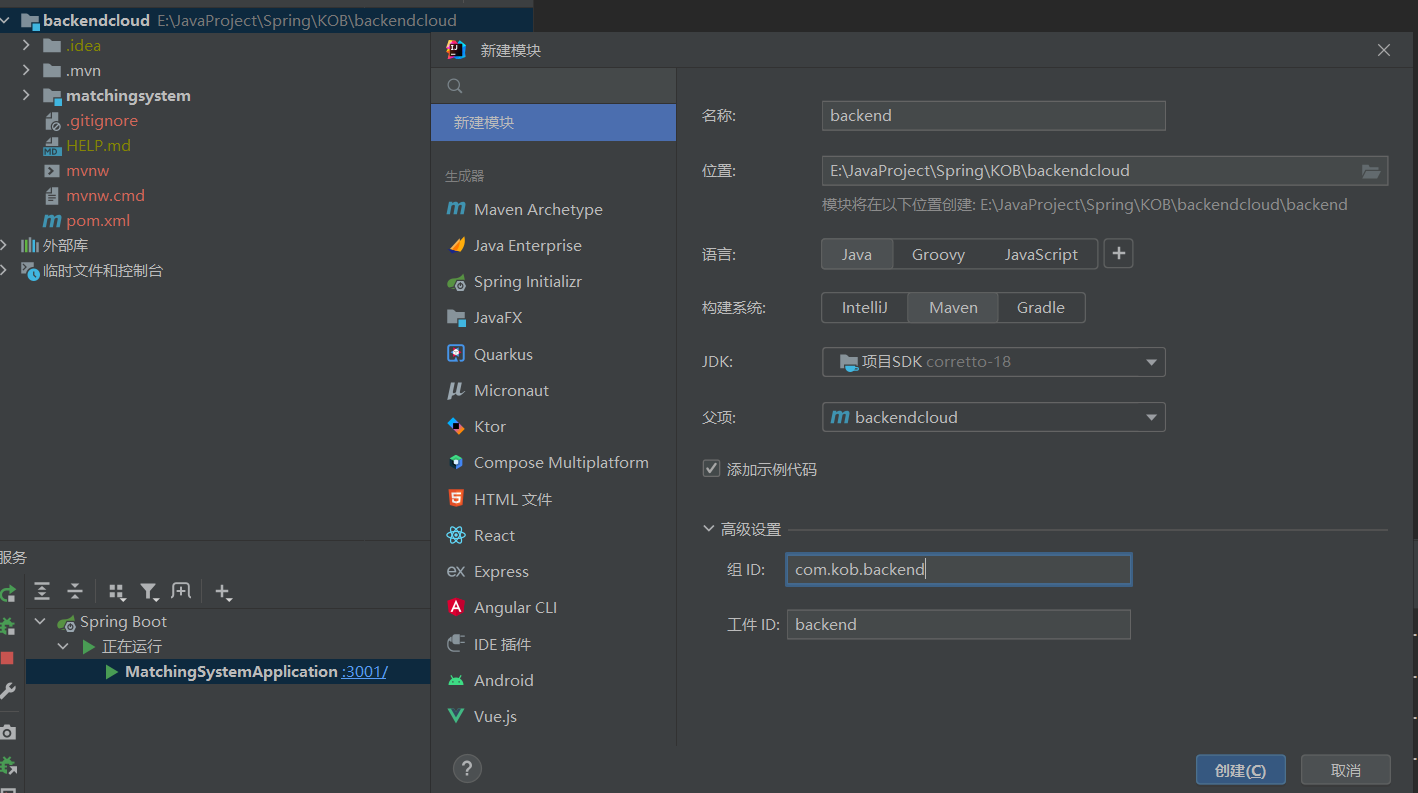 backendcloud E:\JavaProject\Spring\KOB\backendcloud
.idea
.mvn
matchingsystem
.gitignore
HELP.md
mvnw
mvnw.cmd
pom.xml
外部库
临时文件和控制台
服务
Spring Boot
正在运行
MatchingSystemApplication :3001/
新建模块
新建模块
生成器
Maven Archetype
Java Enterprise
Spring Initializr
JavaFX
Quarkus
Micronaut
Ktor
Compose Multiplatform
HTML 文件
React
Express
Angular CLI
IDE 插件
Android
Vue.js
名称: backend
位置: E:\JavaProject\Spring\KOB\backendcloud
模块将在以下位置创建: E:\JavaProject\Spring\KOB\backendcloud\backend
语言: Java Groovy JavaScript +
构建系统: IntelliJ Maven Gradle
JDK: 项目SDK corretto-18
父项: backendcloud
添加示例代码
高级设置
组 ID: com.kob.backend
工件 ID: backend
? 创建(C) 取消